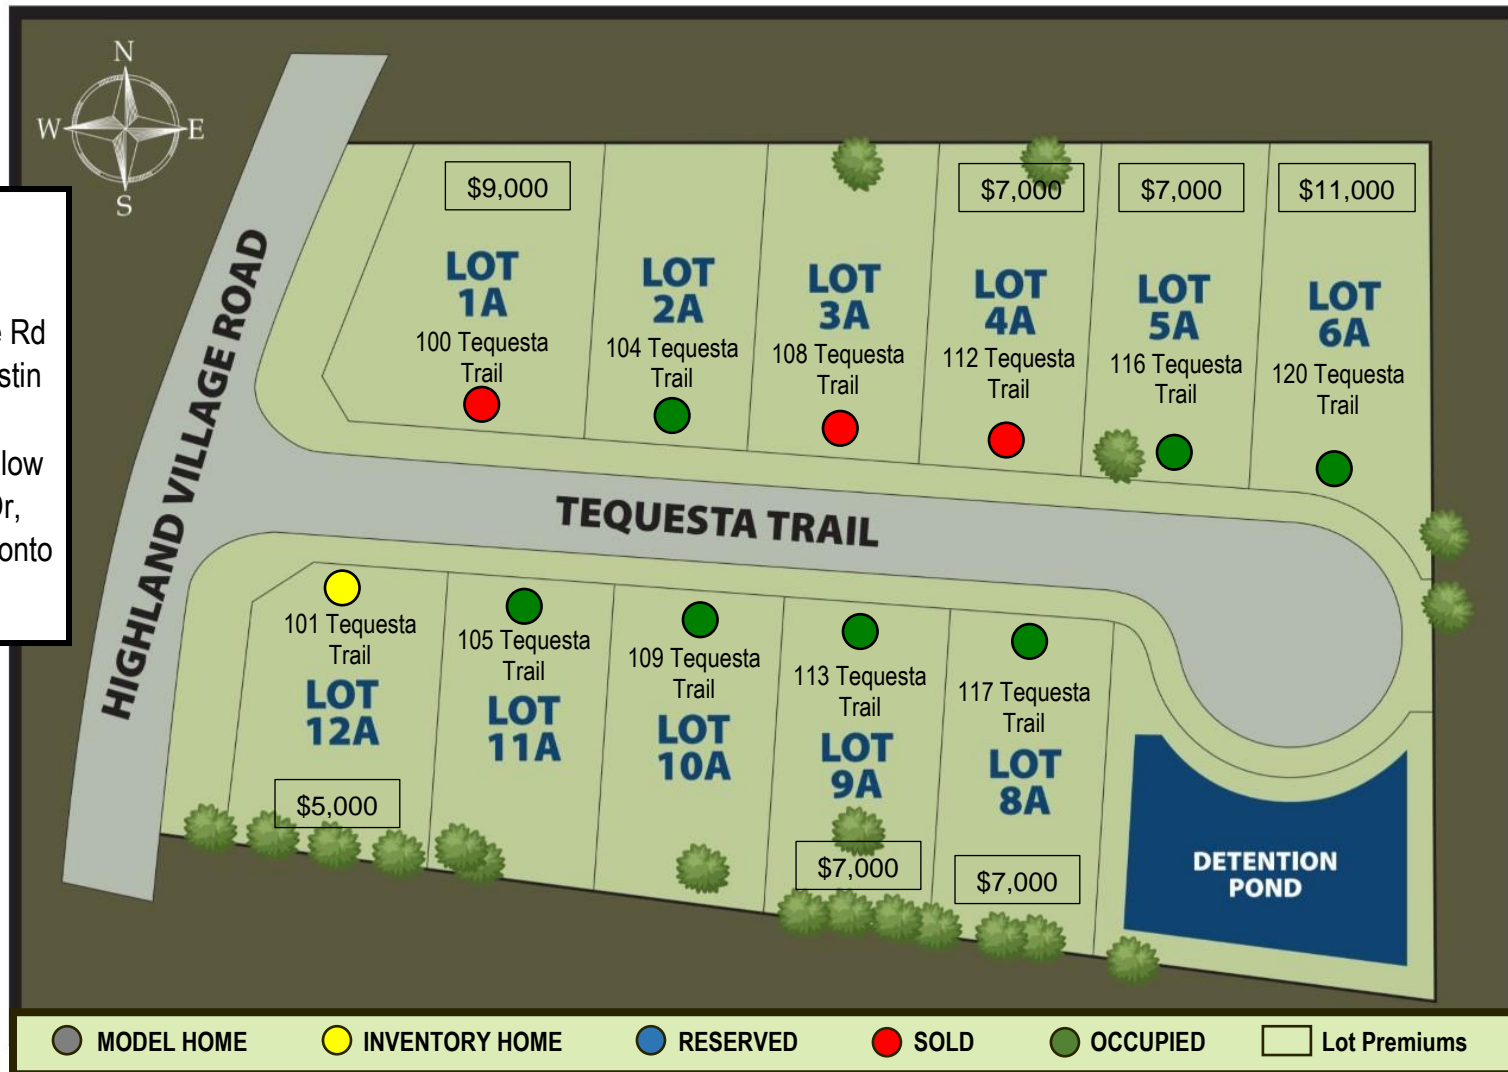 N
W
E
S
Rd
stin
low
Dr,
onto
HIGHLAND VILLAGE ROAD
$9,000
$7,000
$7,000
$11,000
LOT
1A
100 Tequesta
Trail
LOT
2A
104 Tequesta
Trail
LOT
3A
108 Tequesta
Trail
LOT
4A
112 Tequesta
Trail
LOT
5A
116 Tequesta
Trail
LOT
6A
120 Tequesta
Trail
TEQUESTA TRAIL
101 Tequesta
Trail
LOT
12A
$5,000
105 Tequesta
Trail
LOT
11A
109 Tequesta
Trail
LOT
10A
113 Tequesta
Trail
LOT
9A
$7,000
117 Tequesta
Trail
LOT
8A
$7,000
DETENTION
POND
MODEL HOME INVENTORY HOME RESERVED SOLD OCCUPIED Lot Premiums